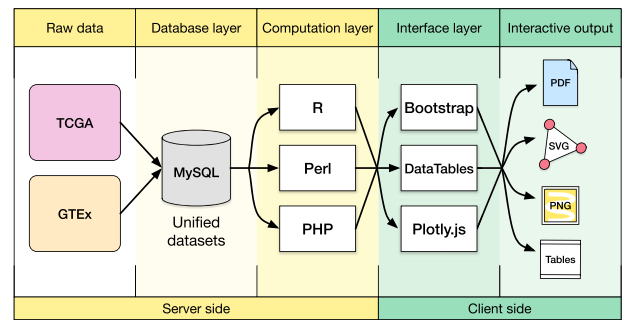 Raw data
Database layer
Computation layer
Interface layer
Interactive output
TCGA
GTEx
MySQL
Unified
datasets
R
Perl
PHP
Bootstrap
DataTables
Plotly.js
PDF
SVG
PNG
Tables
Server side
Client side